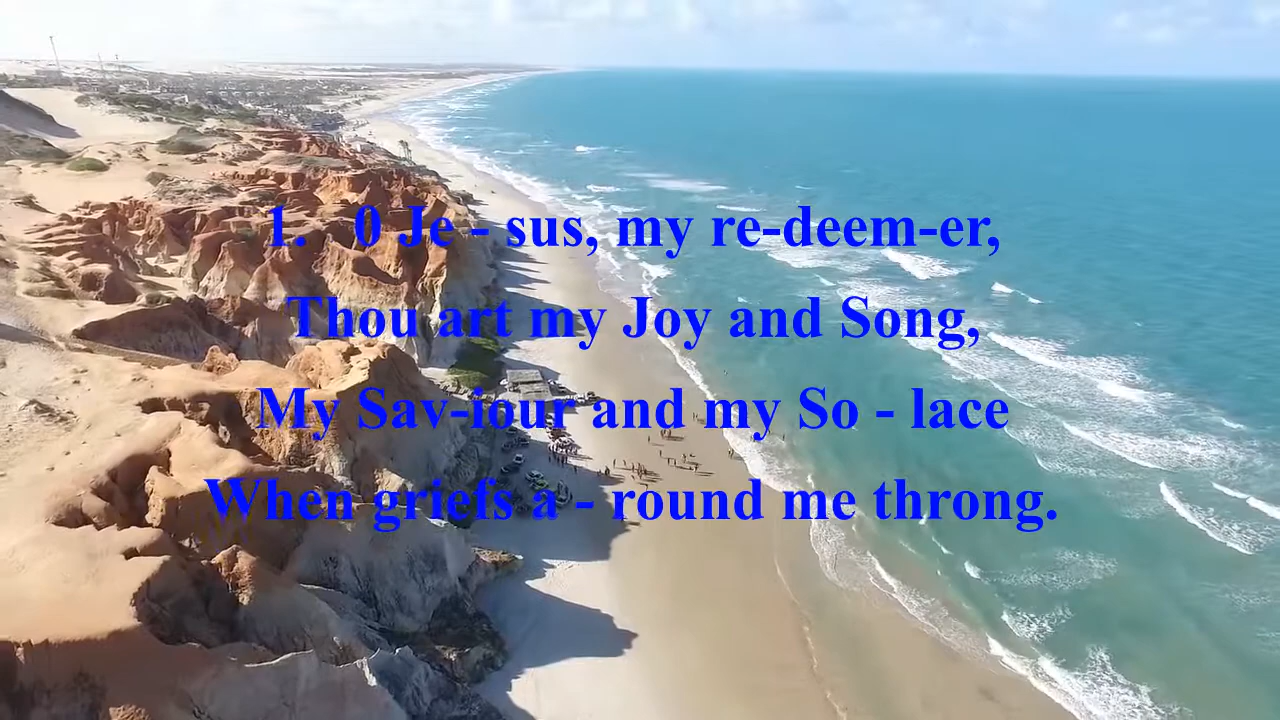 1. 0 Je - sus, my re-deem-er,
Thou art my Joy and Song,
My Sav-iour and my So - lace
When griefs a - round me throng.